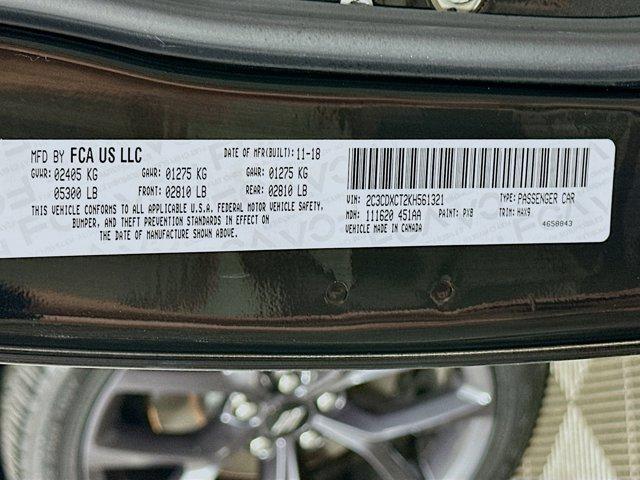 MFD BY FCA US LLC DATE OF MFR(BUILT): 11-18
GVWR: 02405 KG GAWR: 01275 KG GAWR: 01275 KG
05300 LB FRONT: 02810 LB REAR: 02810 LB
THIS VEHICLE CONFORMS TO ALL APPLICABLE U.S.A. FEDERAL MOTOR VEHICLE SAFETY,
BUMPER, AND THEFT PREVENTION STANDARDS IN EFFECT ON
THE DATE OF MANUFACTURE SHOWN ABOVE.
VIN: 2C3CDXCT2KH561321 TYPE: PASSENGER CAR
MDH: 111620 451AA PAINT: PXB TRIM: HAX9
VEHICLE MADE IN CANADA 4658843